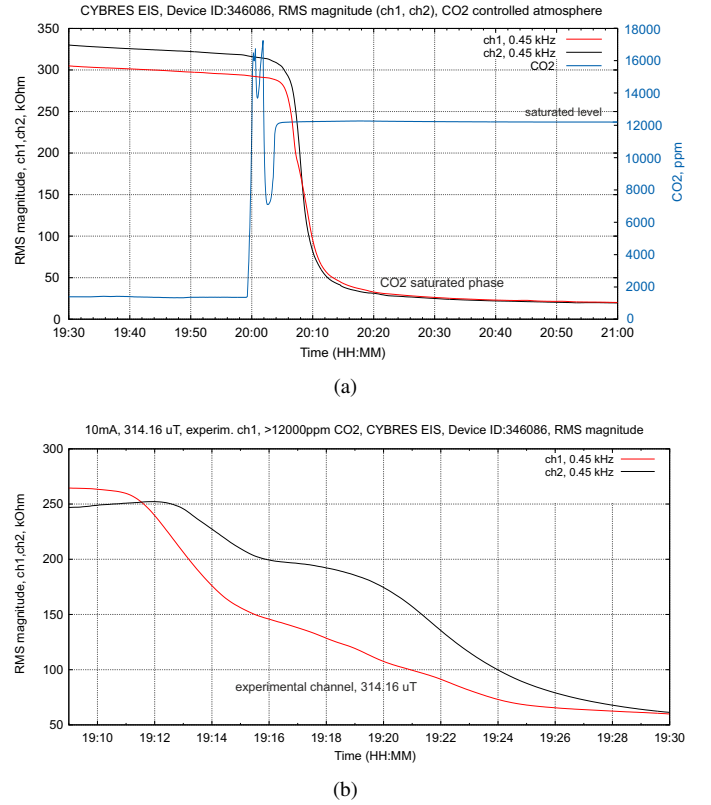 CYBRES EIS, Device ID:346086, RMS magnitude (ch1, ch2), CO2 controlled atmosphere
RMS magnitude, ch1,ch2, kOhm
CO2, ppm
350
300
250
200
150
100
50
0
18000
16000
14000
12000
10000
8000
6000
4000
2000
0
ch1, 0.45 kHz
ch2, 0.45 kHz
CO2
saturated level
CO2 saturated phase
19:30 19:40 19:50 20:00 20:10 20:20 20:30 20:40 20:50 21:00
Time (HH:MM)
(a)
10mA, 314.16 uT, experim. ch1, >12000ppm CO2, CYBRES EIS, Device ID:346086, RMS magnitude
RMS magnitude, ch1,ch2, kOhm
300
250
200
150
100
50
ch1, 0.45 kHz
ch2, 0.45 kHz
experimental channel, 314.16 uT
19:10 19:12 19:14 19:16 19:18 19:20 19:22 19:24 19:26 19:28 19:30
Time (HH:MM)
(b)